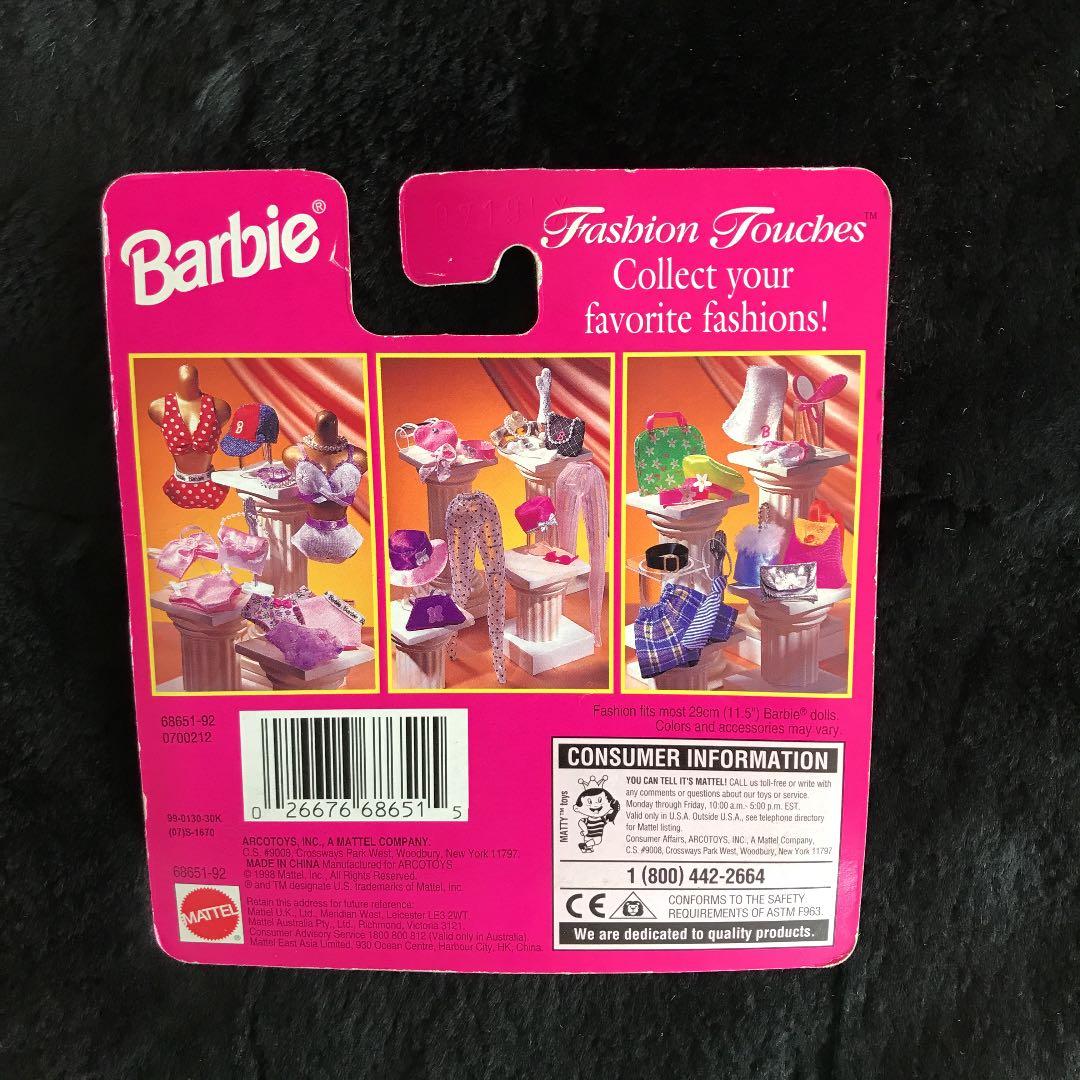 Barbie®
Fashion Touches™
Collect your
favorite fashions!
B
B
B
68651-92
0700212
0 26676 68651 5
99-0130-30K
(07)S-1670
68651-92
ARCOTOYS, INC., A MATTEL COMPANY.
C.S. #9008, Crossways Park West, Woodbury, New York 11797.
MADE IN CHINA Manufactured for ARCOTOYS
© 1998 Mattel, Inc., All Rights Reserved.
® and TM designate U.S. trademarks of Mattel, Inc.
MATTEL®
Retain this address for future reference:
Mattel U.K., Ltd., Meridian West, Leicester LE3 2WT.
Mattel Australia Pty., Ltd., Richmond, Victoria 3121.
Consumer Advisory Service 1800 800 812 (Valid only in Australia).
Mattel East Asia Limited, 930 Ocean Centre, Harbour City, HK, China.
Fashion fits most 29cm (11.5") Barbie® dolls.
Colors and accessories may vary.
CONSUMER INFORMATION
MATTY™ toys
YOU CAN TELL IT'S MATTEL! CALL us toll-free or write with
any comments or questions about our toys or service.
Monday through Friday, 10:00 a.m.- 5:00 p.m. EST.
Valid only in U.S.A. Outside U.S.A., see telephone directory
for Mattel listing.
Consumer Affairs, ARCOTOYS, INC., A Mattel Company,
C.S. #9008, Crossways Park West, Woodbury, New York 11797
1 (800) 442-2664
CE
CONFORMS TO THE SAFETY
REQUIREMENTS OF ASTM F963.
We are dedicated to quality products.